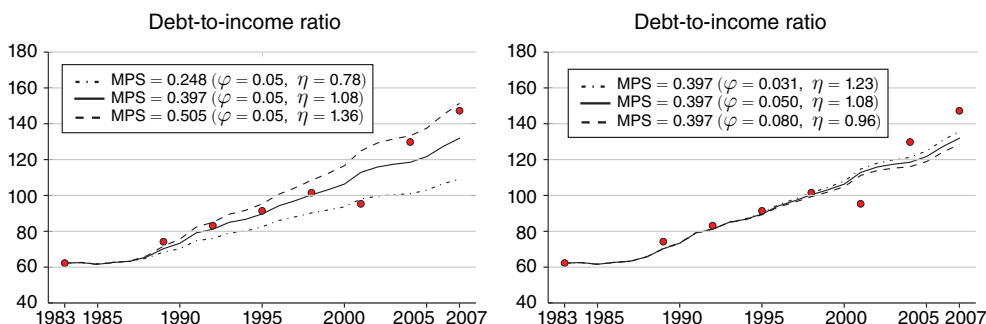 Debt-to-income ratio
180
160
140
120
100
80
60
40
MPS = 0.248 (φ = 0.05, η = 0.78)
MPS = 0.397 (φ = 0.05, η = 1.08)
MPS = 0.505 (φ = 0.05, η = 1.36)
1983 1985 1990 1995 2000 2005 2007
Debt-to-income ratio
180
160
140
120
100
80
60
40
MPS = 0.397 (φ = 0.031, η = 1.23)
MPS = 0.397 (φ = 0.050, η = 1.08)
MPS = 0.397 (φ = 0.080, η = 0.96)
1983 1985 1990 1995 2000 2005 2007